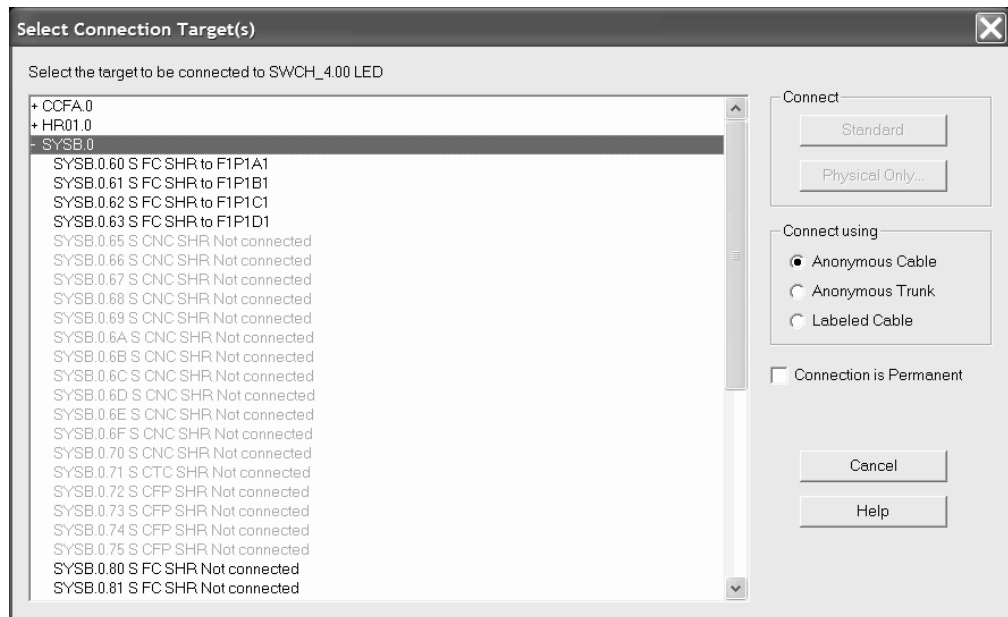 Select Connection Target(s)
Select the target to be connected to SWCH_4.00 LED
+ CCFA.0
+ HR01.0
- SYSB.0
SYSB.0.60 S FC SHR to F1P1A1
SYSB.0.61 S FC SHR to F1P1B1
SYSB.0.62 S FC SHR to F1P1C1
SYSB.0.63 S FC SHR to F1P1D1
SYSB.0.65 S CNC SHR Not connected
SYSB.0.66 S CNC SHR Not connected
SYSB.0.67 S CNC SHR Not connected
SYSB.0.68 S CNC SHR Not connected
SYSB.0.69 S CNC SHR Not connected
SYSB.0.6A S CNC SHR Not connected
SYSB.0.6B S CNC SHR Not connected
SYSB.0.6C S CNC SHR Not connected
SYSB.0.6D S CNC SHR Not connected
SYSB.0.6E S CNC SHR Not connected
SYSB.0.6F S CNC SHR Not connected
SYSB.0.70 S CNC SHR Not connected
SYSB.0.71 S CTC SHR Not connected
SYSB.0.72 S CFP SHR Not connected
SYSB.0.73 S CFP SHR Not connected
SYSB.0.74 S CFP SHR Not connected
SYSB.0.75 S CFP SHR Not connected
SYSB.0.80 S FC SHR Not connected
SYSB.0.81 S FC SHR Not connected
Connect
Standard
Physical Only...
Connect using
Anonymous Cable
Anonymous Trunk
Labeled Cable
Connection is Permanent
Cancel
Help